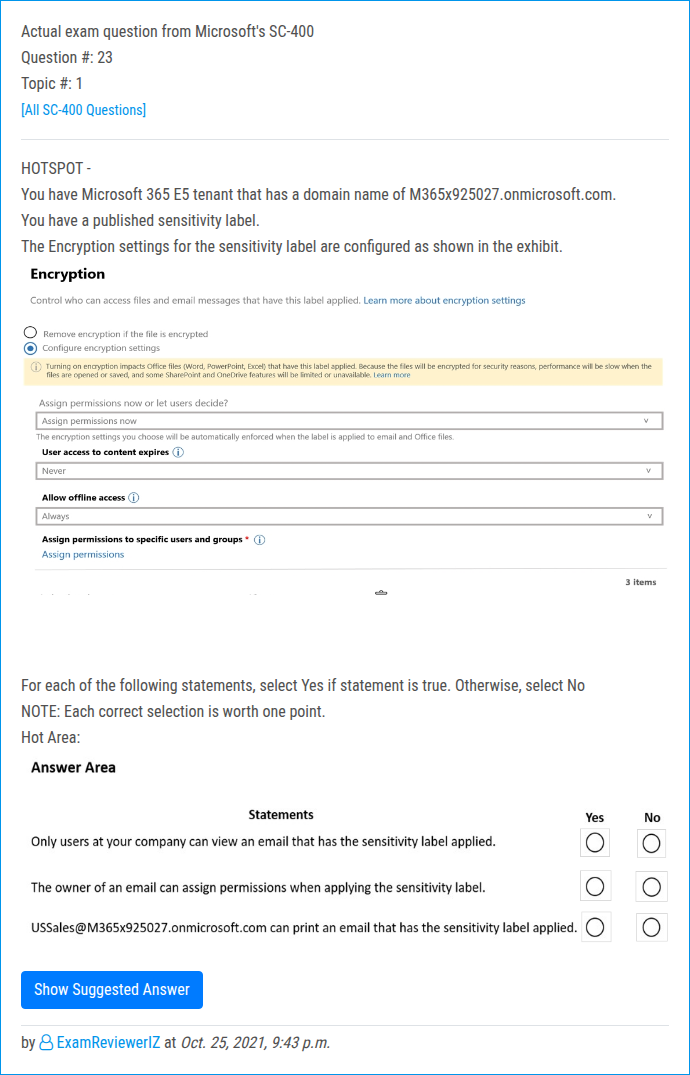 Actual exam question from Microsoft's SC-400
Question #: 23
Topic #: 1
[All SC-400 Questions]
HOTSPOT -
You have Microsoft 365 E5 tenant that has a domain name of M365x925027.onmicrosoft.com.
You have a published sensitivity label.
The Encryption settings for the sensitivity label are configured as shown in the exhibit.
Encryption
Control who can access files and email messages that have this label applied. Learn more about encryption settings
Remove encryption if the file is encrypted
Configure encryption settings
Turning on encryption impacts Office files (Word, PowerPoint, Excel) that have this label applied. Because the files will be encrypted for security reasons, performance will be slow when the
files are opened or saved, and some SharePoint and OneDrive features will be limited or unavailable. Learn more
Assign permissions now or let users decide?
Assign permissions now
The encryption settings you choose will be automatically enforced when the label is applied to email and Office files.
User access to content expires
Never
Allow offline access
Always
Assign permissions to specific users and groups *
Assign permissions
3 items
For each of the following statements, select Yes if statement is true. Otherwise, select No
NOTE: Each correct selection is worth one point.
Hot Area:
Answer Area
Statements Yes No
Only users at your company can view an email that has the sensitivity label applied.
The owner of an email can assign permissions when applying the sensitivity label.
USSales@M365x925027.onmicrosoft.com can print an email that has the sensitivity label applied.
Show Suggested Answer
by ExamReviewerIZ at Oct. 25, 2021, 9:43 p.m.